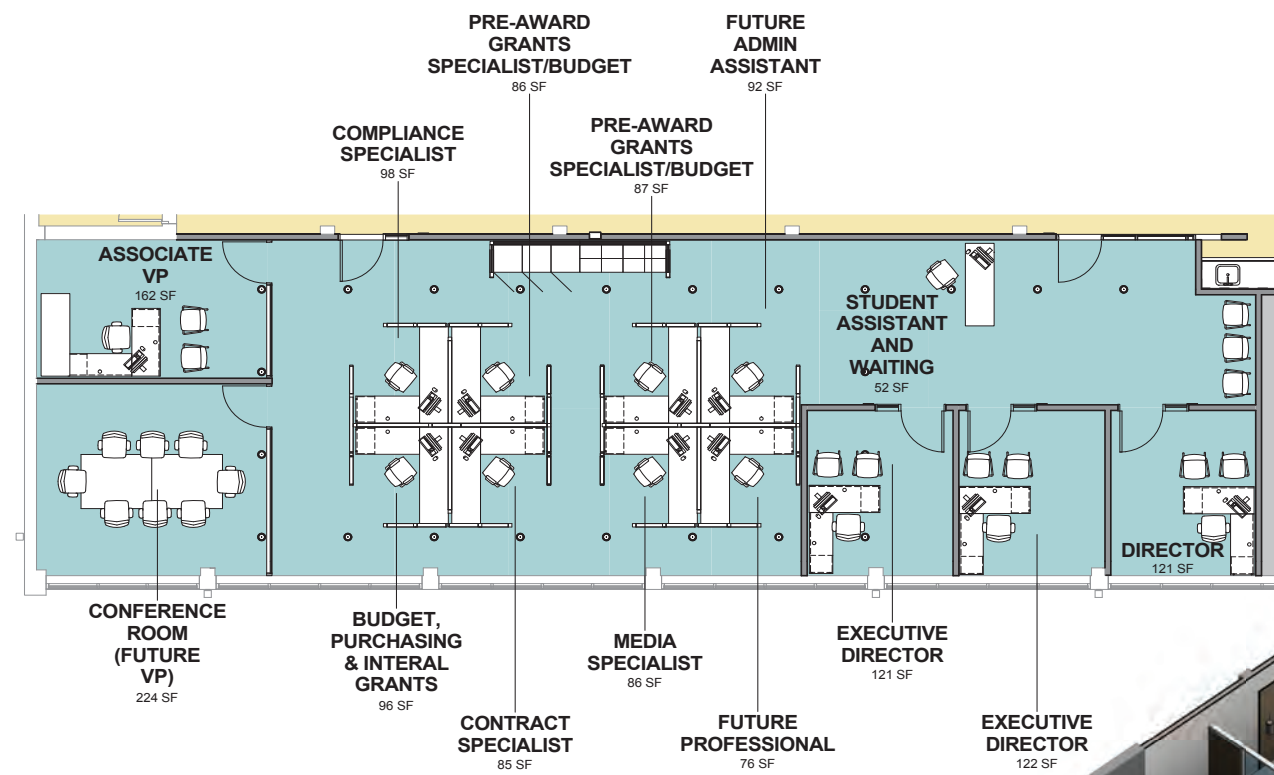 PRE-AWARD
GRANTS
SPECIALIST/BUDGET
86 SF
FUTURE
ADMIN
ASSISTANT
92 SF
COMPLIANCE
SPECIALIST
98 SF
PRE-AWARD
GRANTS
SPECIALIST/BUDGET
87 SF
ASSOCIATE
VP
162 SF
STUDENT
ASSISTANT
AND
WAITING
52 SF
DIRECTOR
121 SF
CONFERENCE
ROOM
(FUTURE
VP)
224 SF
BUDGET,
PURCHASING
& INTERAL
GRANTS
96 SF
CONTRACT
SPECIALIST
85 SF
MEDIA
SPECIALIST
86 SF
FUTURE
PROFESSIONAL
76 SF
EXECUTIVE
DIRECTOR
121 SF
EXECUTIVE
DIRECTOR
122 SF